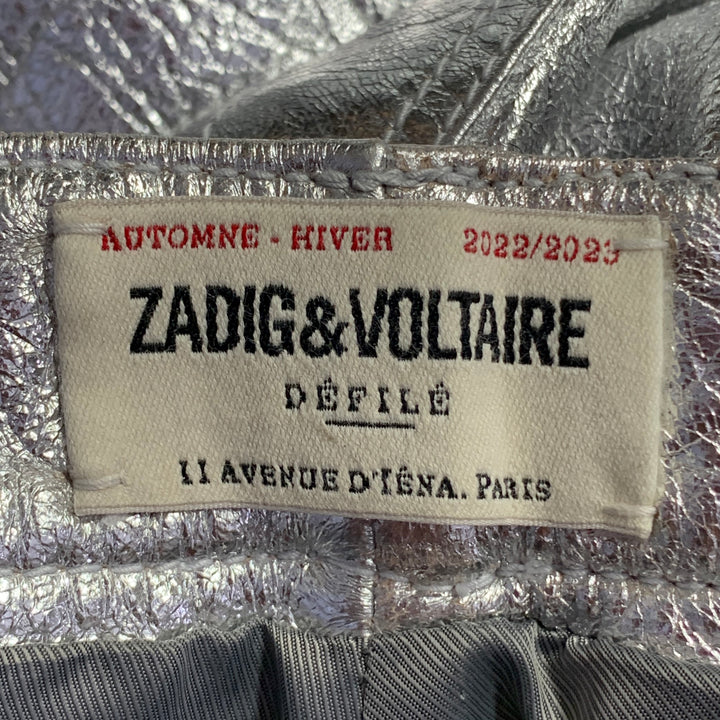 AUTOMNE - HIVER 2022/2023
ZADIG&VOLTAIRE
DÉFILÉ
11 AVENUE D'IÉNA. PARIS